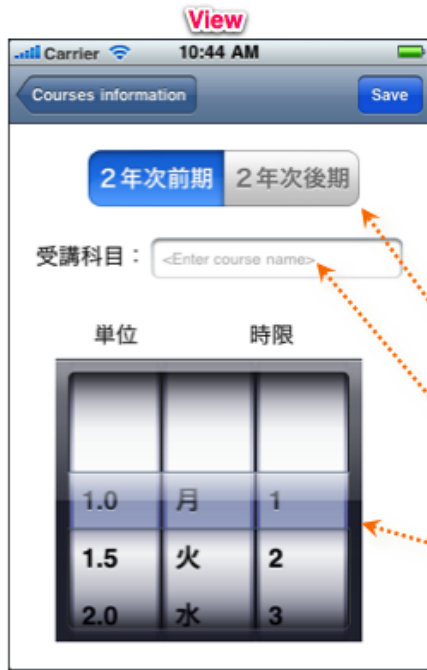 View
Carrier 10:44 AM
Courses information Save
2年次前期 2年次後期
受講科目： <Enter course name>
単位 時限
1.0 月 1
1.5 火 2
2.0 水 3